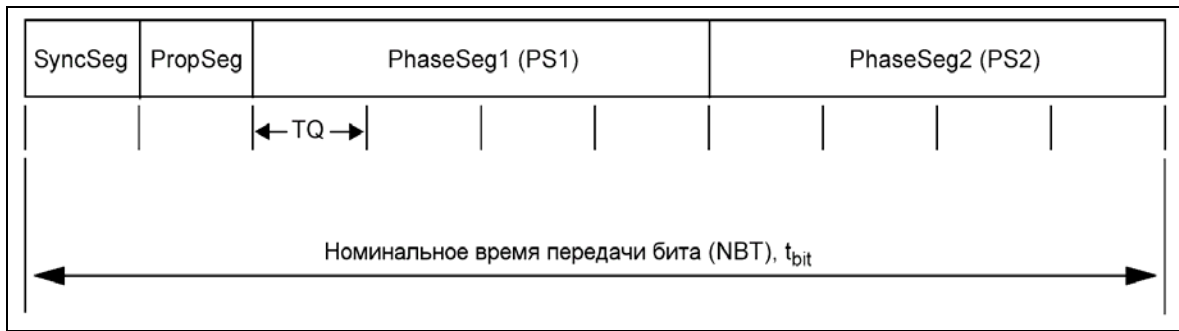 SyncSeg PropSeg PhaseSeg1 (PS1) PhaseSeg2 (PS2)
TQ
Номинальное время передачи бита (NBT), tbit